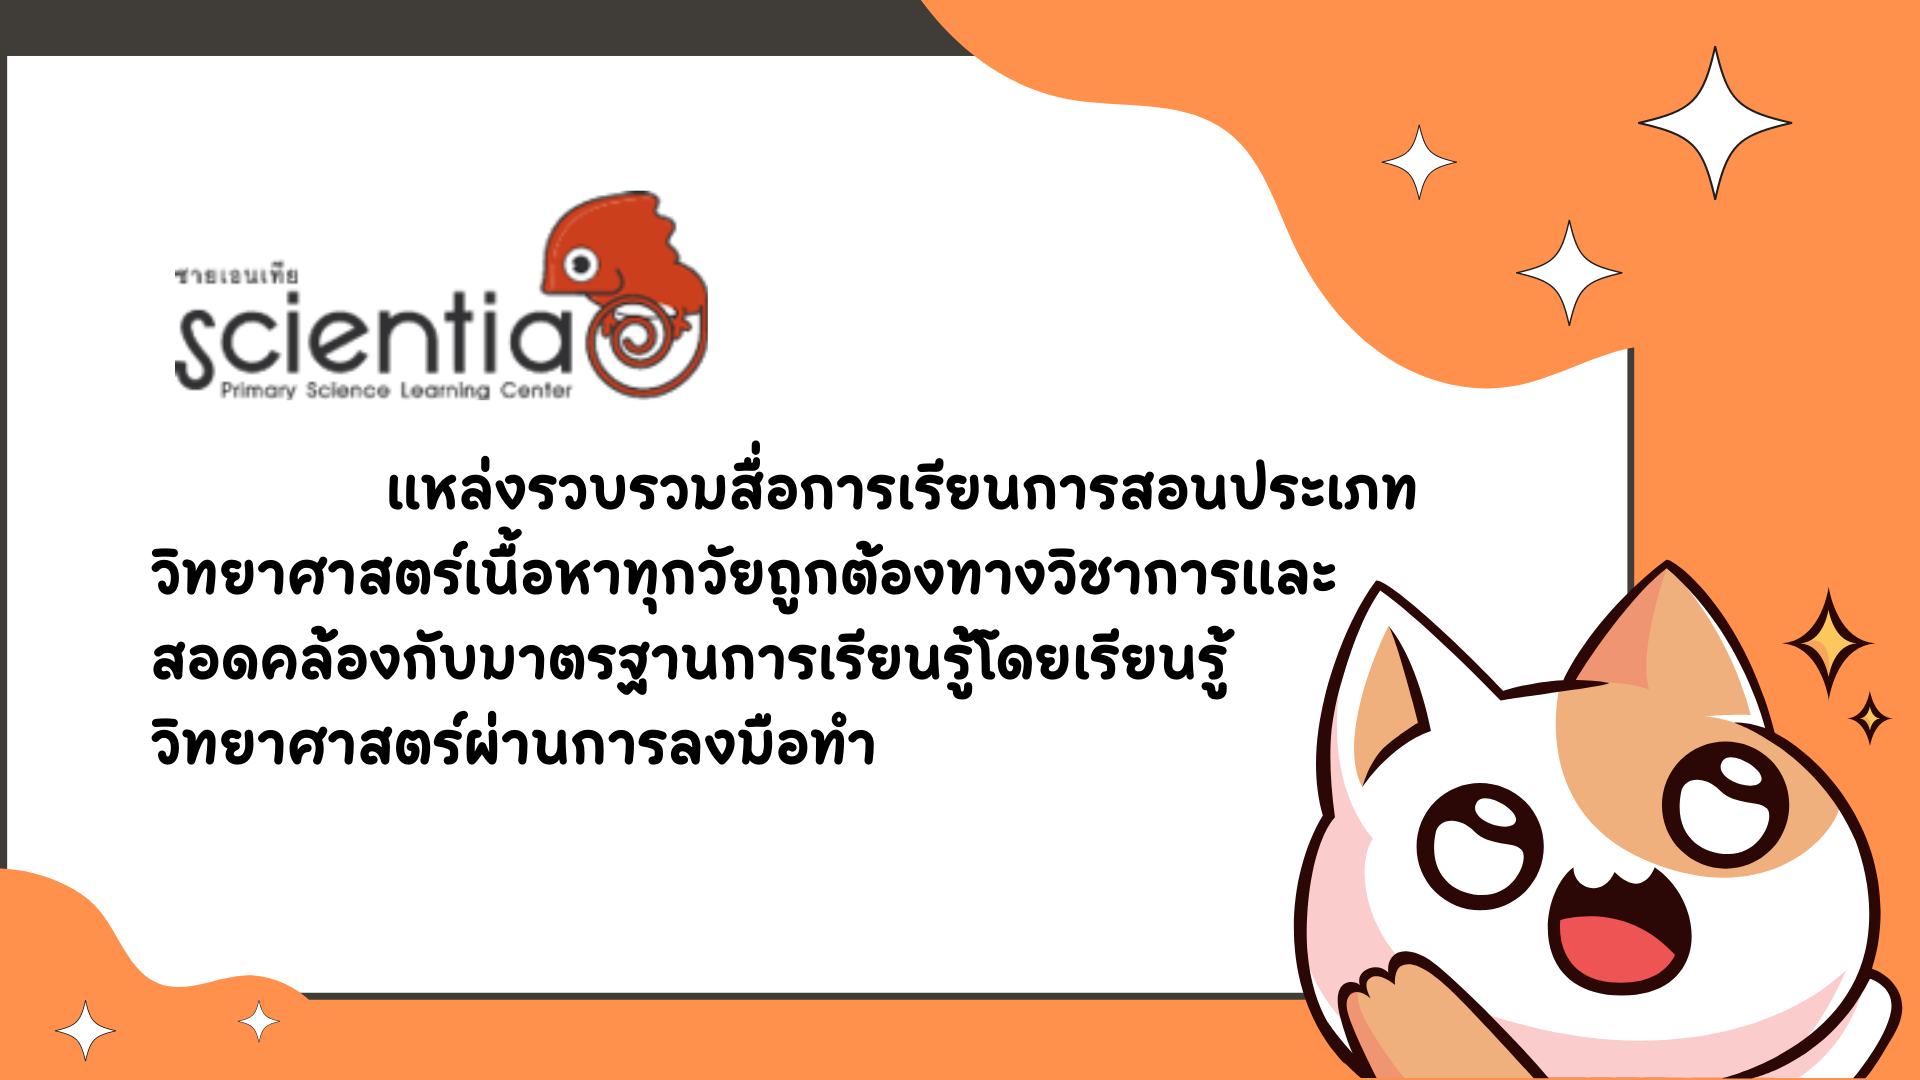 ซายเอนเทีย
scientia
Primary Science Learning Center
แหล่งรวบรวมสื่อการเรียนการสอนประเภท
วิทยาศาสตร์เนื้อหาทุกวัยถูกต้องทางวิชาการและ
สอดคล้องกับมาตรฐานการเรียนรู้โดยเรียนรู้
วิทยาศาสตร์ผ่านการลงมือทำ